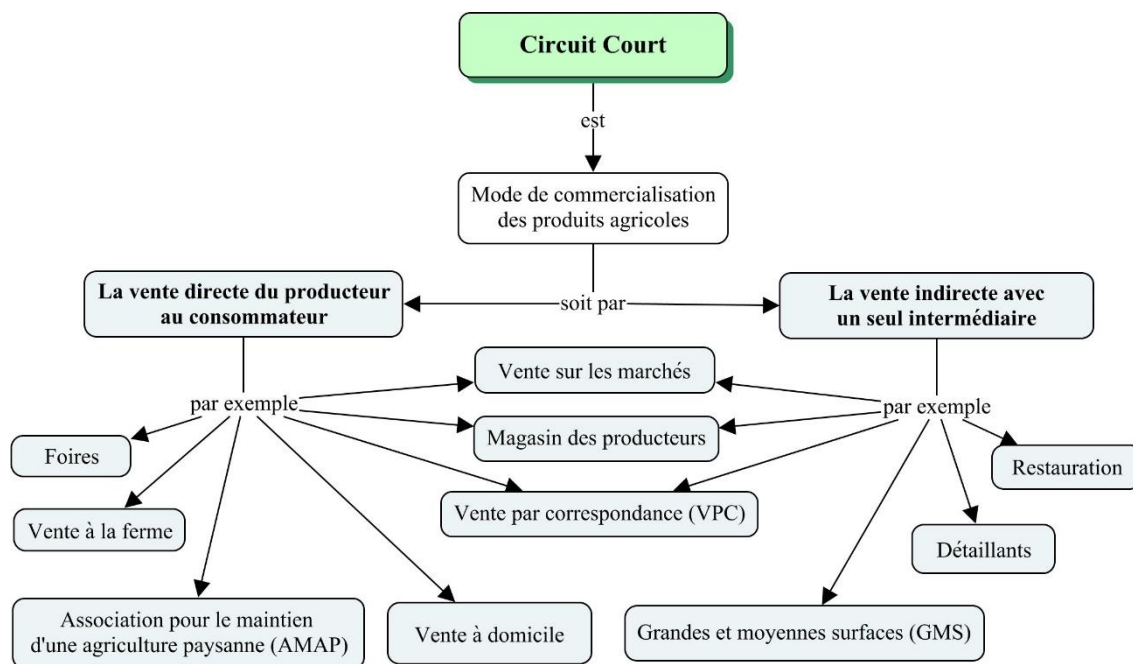 Circuit Court
est
Mode de commercialisation
des produits agricoles
soit par
La vente directe du producteur
au consommateur
La vente indirecte avec
un seul intermédiaire
par exemple
par exemple
Vente sur les marchés
Magasin des producteurs
Vente par correspondance (VPC)
Foires
Vente à la ferme
Association pour le maintien
d'une agriculture paysanne (AMAP)
Vente à domicile
Restauration
Détaillants
Grandes et moyennes surfaces (GMS)